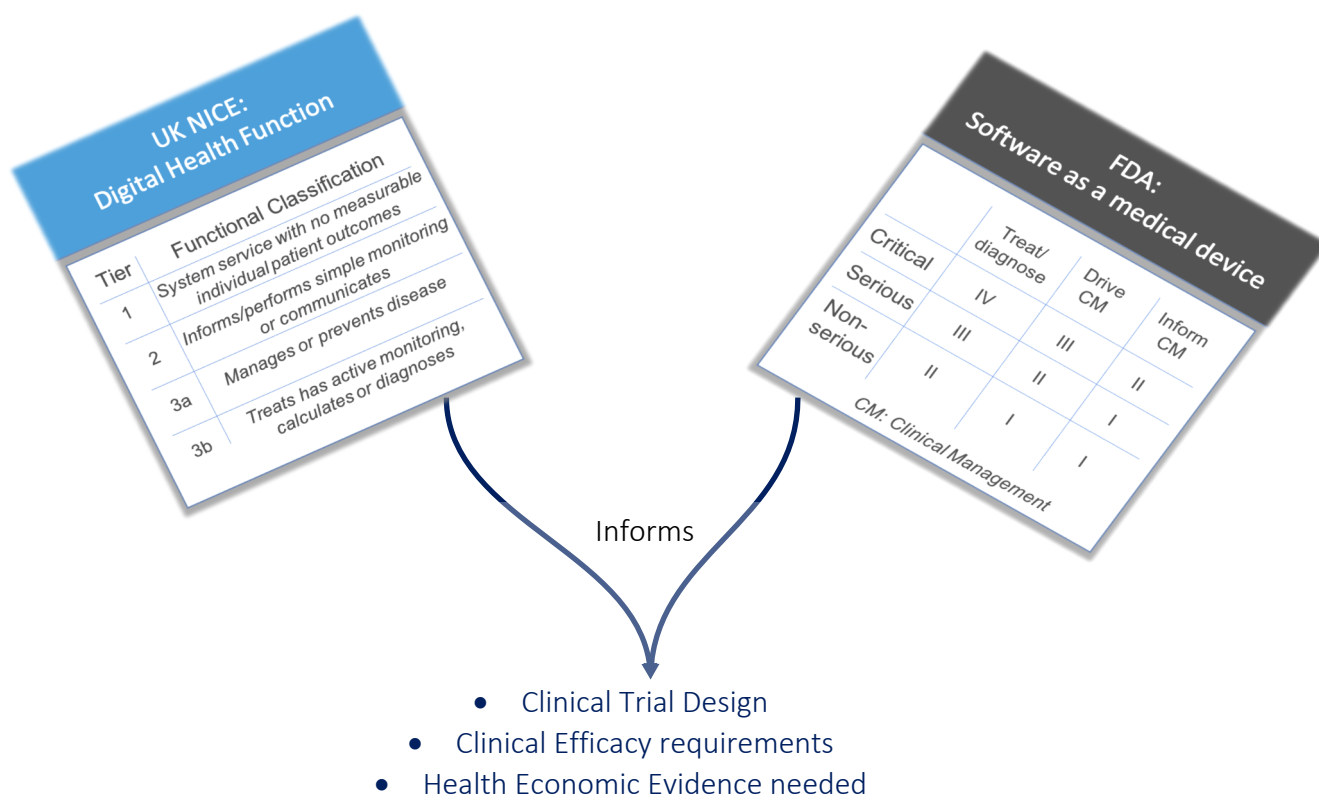 UK NICE:
Digital Health Function
Tier Functional Classification
1 System service with no measurable
individual patient outcomes
2 Informs/performs simple monitoring
or communicates
3a Manages or prevents disease
3b Treats has active monitoring,
calculates or diagnoses
FDA:
Software as a medical device
Treat/
diagnose
Drive
CM
Inform
CM
Critical IV III II
Serious III II I
Non-
serious II I I
CM: Clinical Management
Informs
• Clinical Trial Design
• Clinical Efficacy requirements
• Health Economic Evidence needed